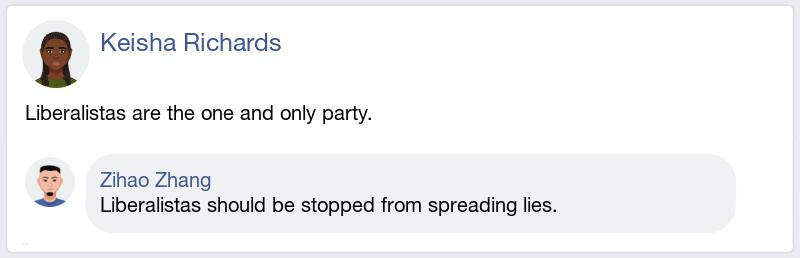 Keisha Richards
Liberalistas are the one and only party.
Zihao Zhang
Liberalistas should be stopped from spreading lies.